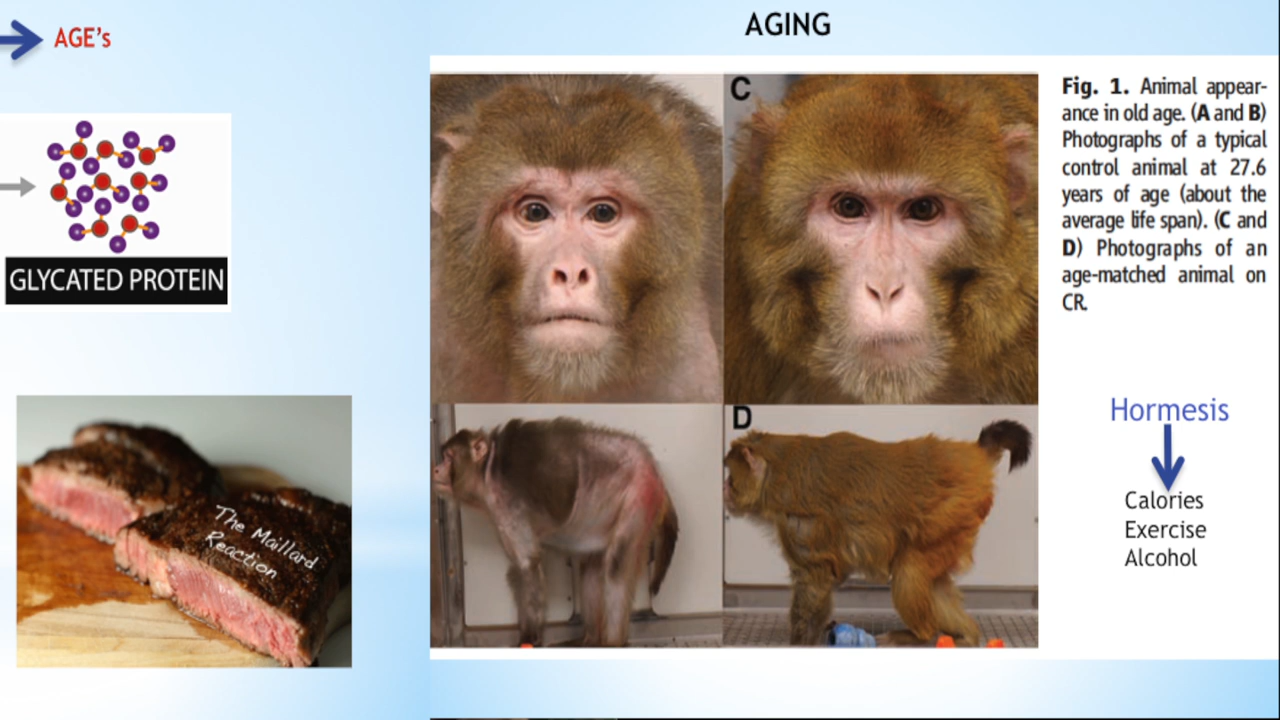 AGING
AGE's
GLYCATED PROTEIN
The Maillard
Reaction
C
D
Fig. 1. Animal appear-
ance in old age. (A and B)
Photographs of a typical
control animal at 27.6
years of age (about the
average life span). (C and
D) Photographs of an
age-matched animal on
CR.
Hormesis
Calories
Exercise
Alcohol